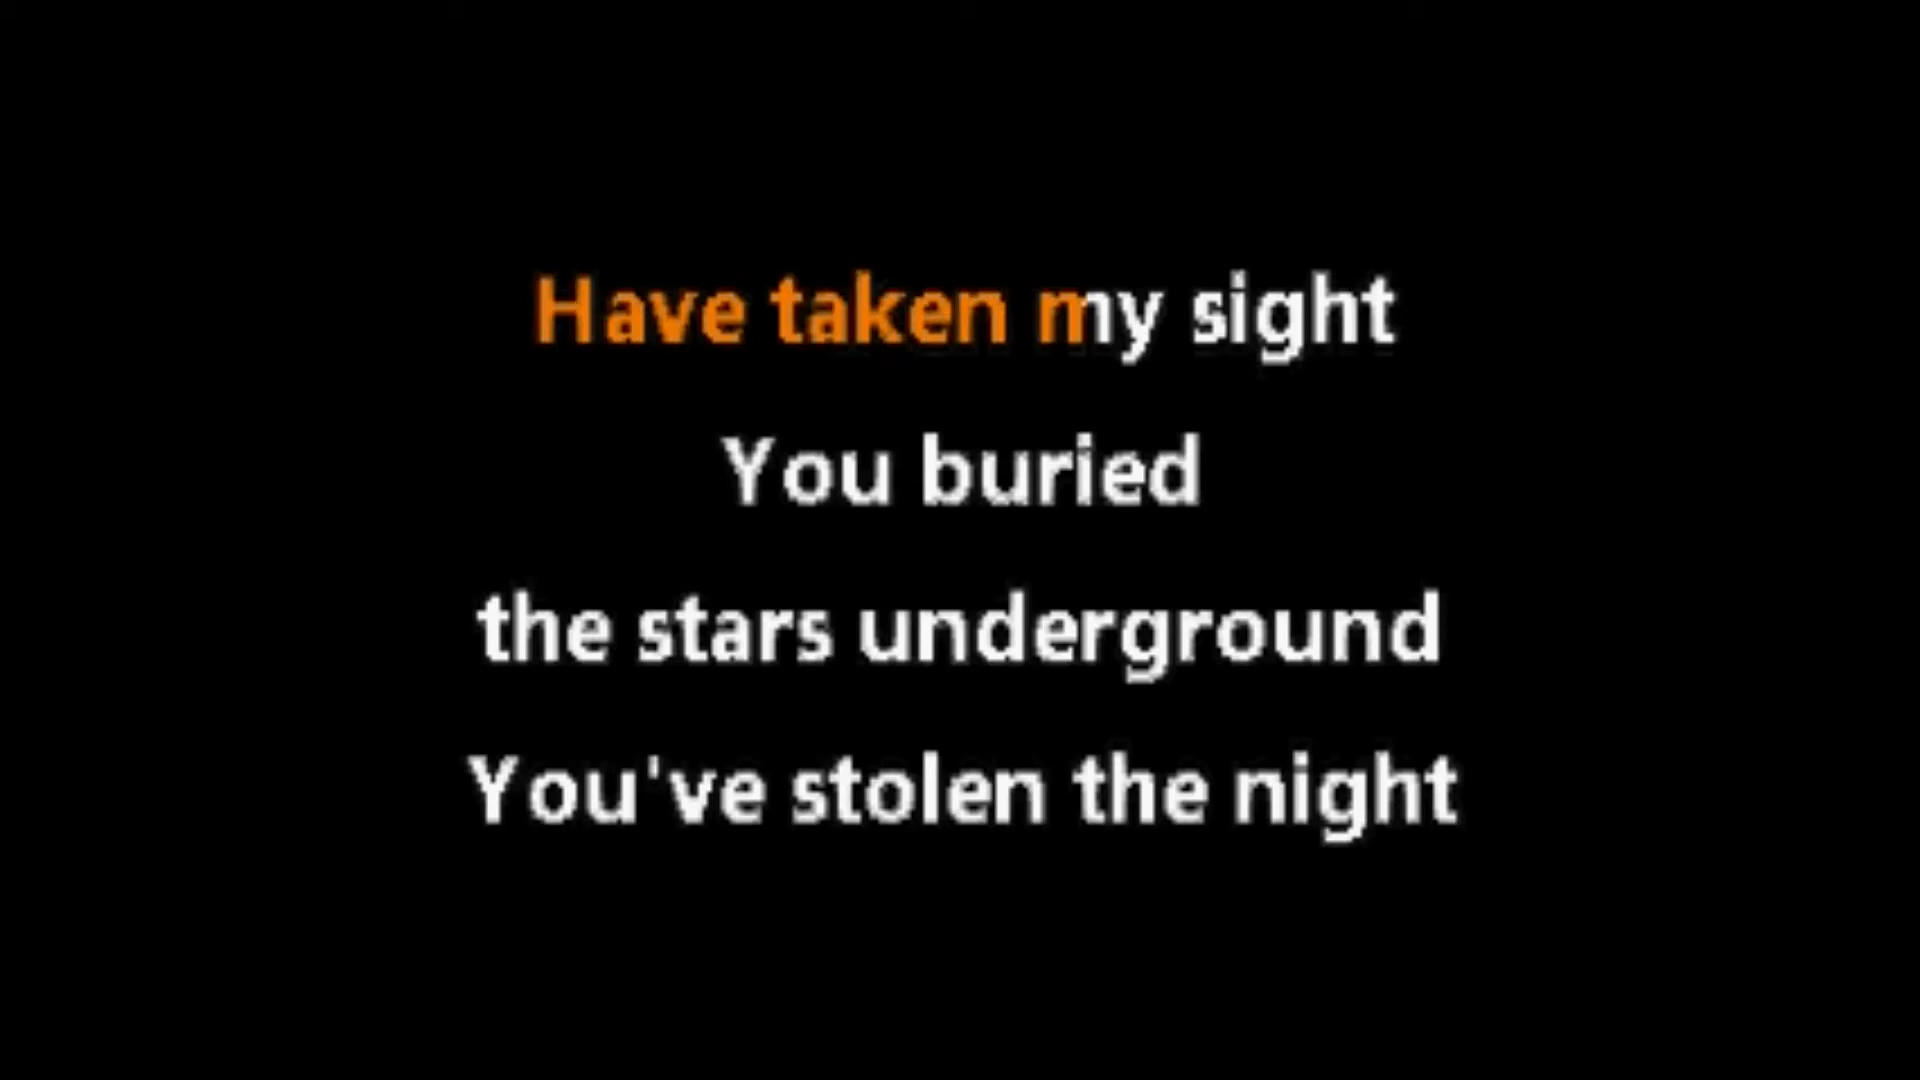 Have taken my sight
You buried
the stars underground
You've stolen the night